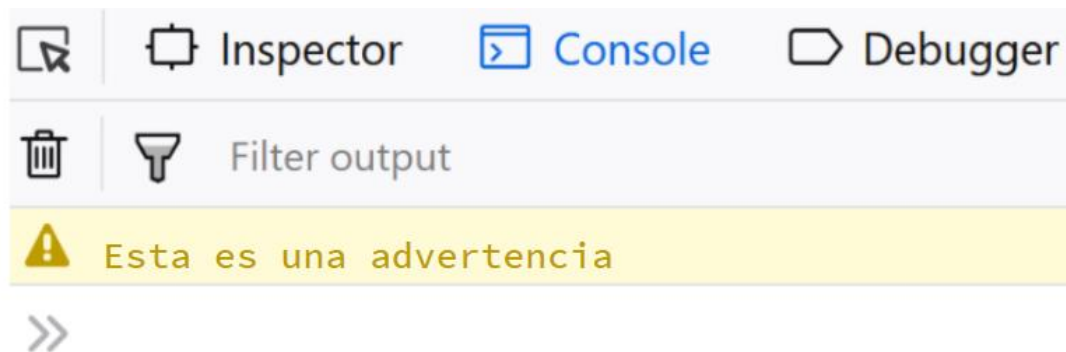 Inspector Console Debugger
Filter output
Esta es una advertencia